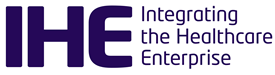 IHE
Integrating
the Healthcare
Enterprise